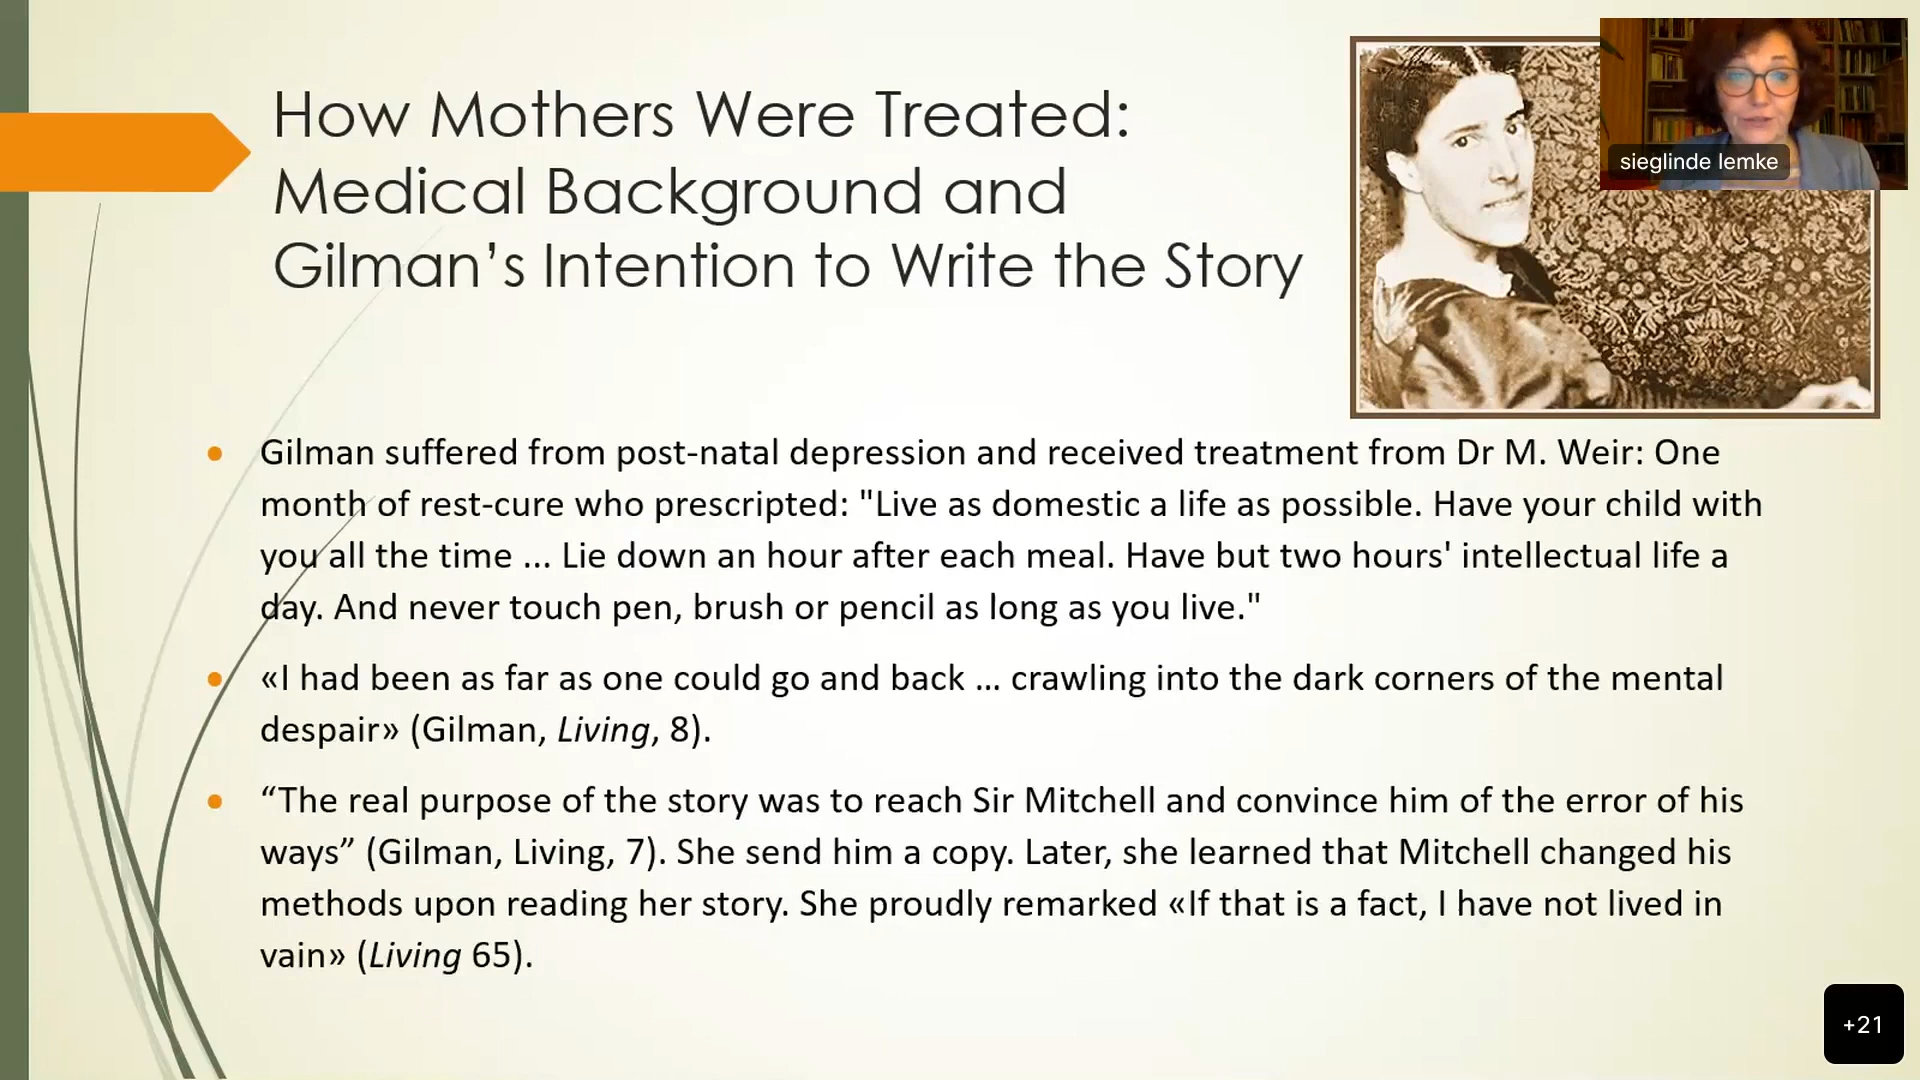 How Mothers Were Treated:
Medical Background and
Gilman’s Intention to Write the Story
sieglinde lemke
Gilman suffered from post-natal depression and received treatment from Dr M. Weir: One
month of rest-cure who prescripted: "Live as domestic a life as possible. Have your child with
you all the time ... Lie down an hour after each meal. Have but two hours' intellectual life a
day. And never touch pen, brush or pencil as long as you live."
«I had been as far as one could go and back … crawling into the dark corners of the mental
despair» (Gilman, Living, 8).
“The real purpose of the story was to reach Sir Mitchell and convince him of the error of his
ways” (Gilman, Living, 7). She send him a copy. Later, she learned that Mitchell changed his
methods upon reading her story. She proudly remarked «If that is a fact, I have not lived in
vain» (Living 65).
+21